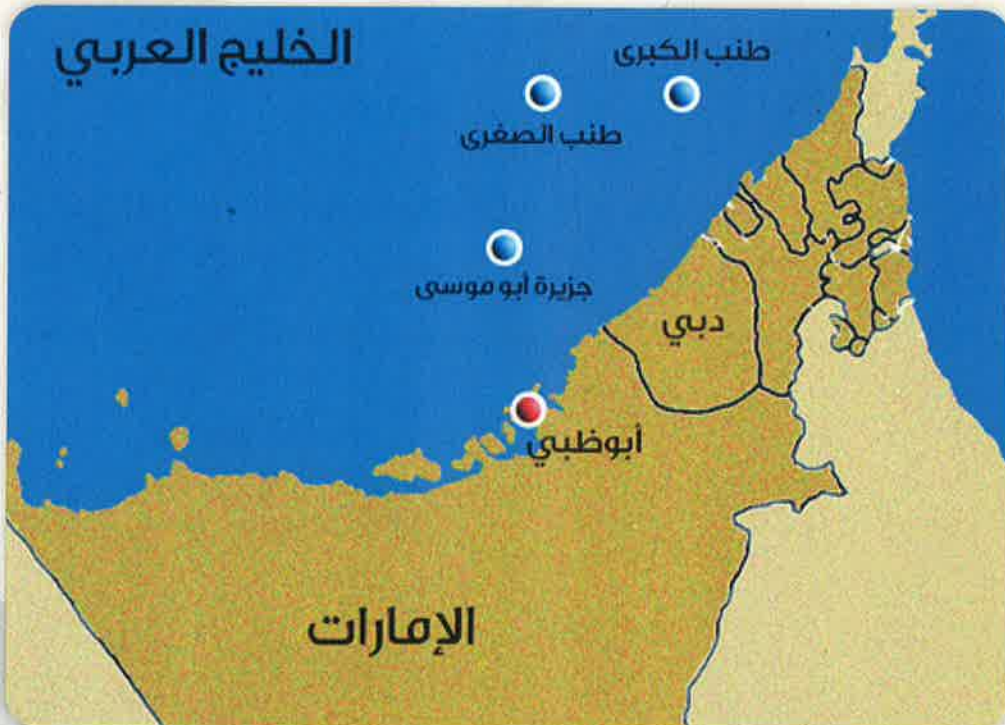 الخليج العربي
طنب الكبرى
طنب الصغرى
جزيرة أبو موسى
دبي
أبوظبي
الإمارات